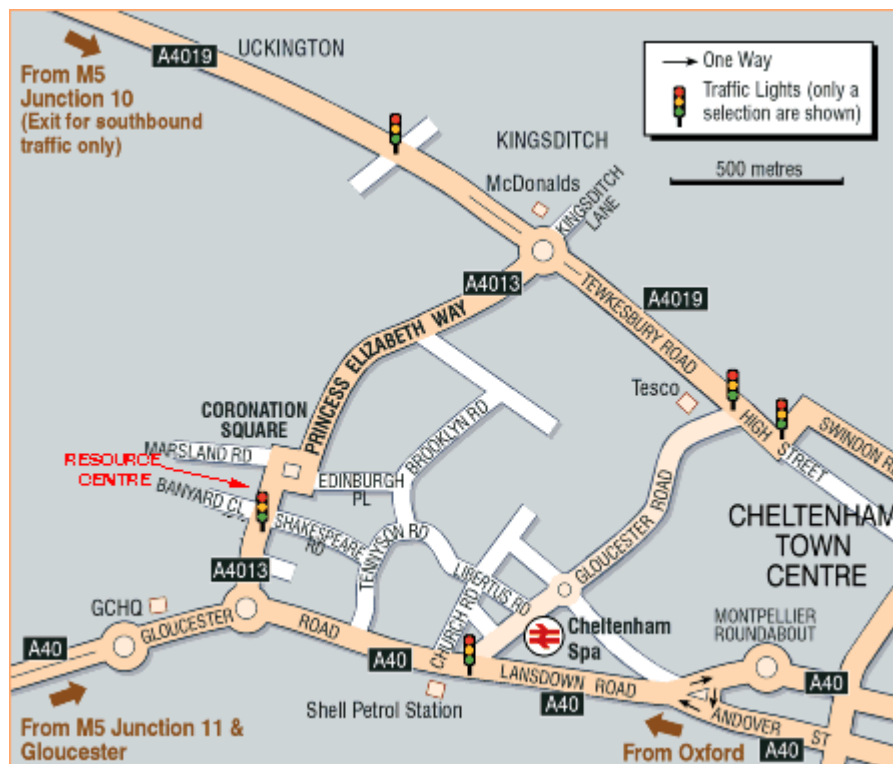 A4019
UCKINGTON
From M5
Junction 10
(Exit for southbound
traffic only)
One Way
Traffic Lights (only a
selection are shown)
500 metres
KINGSDITCH
McDonalds
KINGSDITCH
LANE
A4013
TEWKESBURY ROAD
A4019
PRINCESS ELIZABETH WAY
Tesco
HIGH
STREET
SWINDON R
CORONATION
SQUARE
MARSLAND RD
RESOURCE
CENTRE
BANYARD CL
EDINBURGH
PL
BROOKLYN RD
SHAKESPEARE
RD
TENNYSON RD
GLOUCESTER ROAD
CHELTENHAM
TOWN
CENTRE
A4013
LIBERTUS RD
CHURCH RD
GCHQ
GLOUCESTER
ROAD
Cheltenham
Spa
MONTPELLIER
ROUNDABOUT
A40
A40
LANSDOWN ROAD
A40
A40
Shell Petrol Station
ANDOVER ST
From M5 Junction 11 &
Gloucester
From Oxford
A40